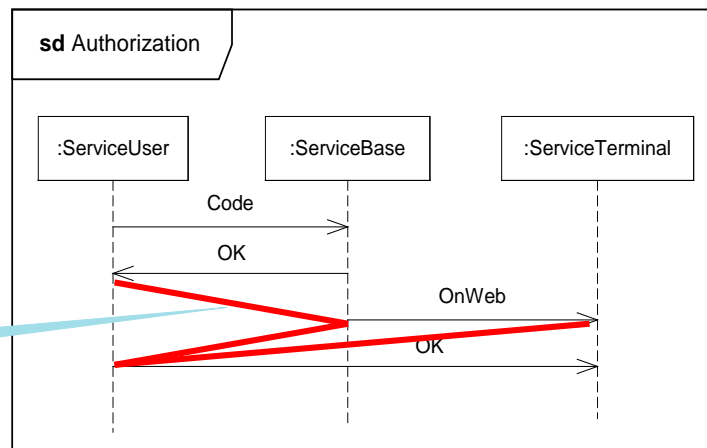 sd Authorization
:ServiceUser
:ServiceBase
:ServiceTerminal
Code
OK
OnWeb
OK